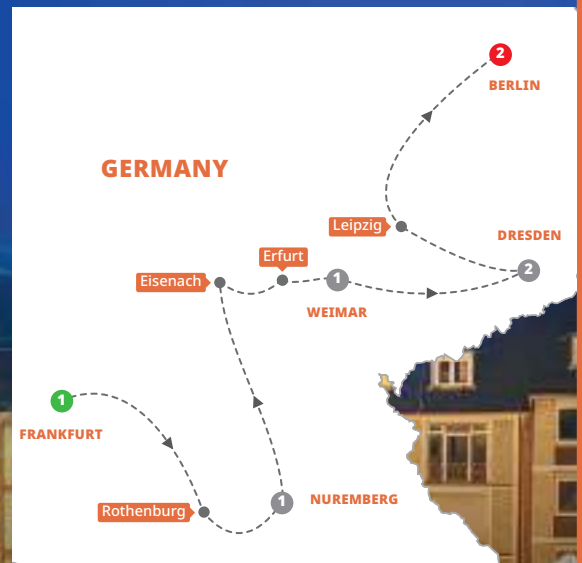 2
BERLIN
GERMANY
Leipzig
DRESDEN
Erfurt
2
Eisenach
1
WEIMAR
1
FRANKFURT
1
NUREMBERG
Rothenburg